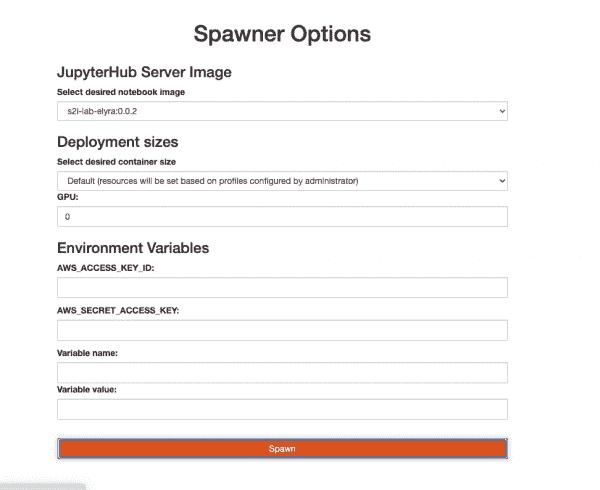 Spawner Options
JupyterHub Server Image
Select desired notebook image
s2i-lab-elyra:0.0.2
Deployment sizes
Select desired container size
Default (resources will be set based on profiles configured by administrator)
GPU:
0
Environment Variables
AWS_ACCESS_KEY_ID:
AWS_SECRET_ACCESS_KEY:
Variable name:
Variable value:
Spawn